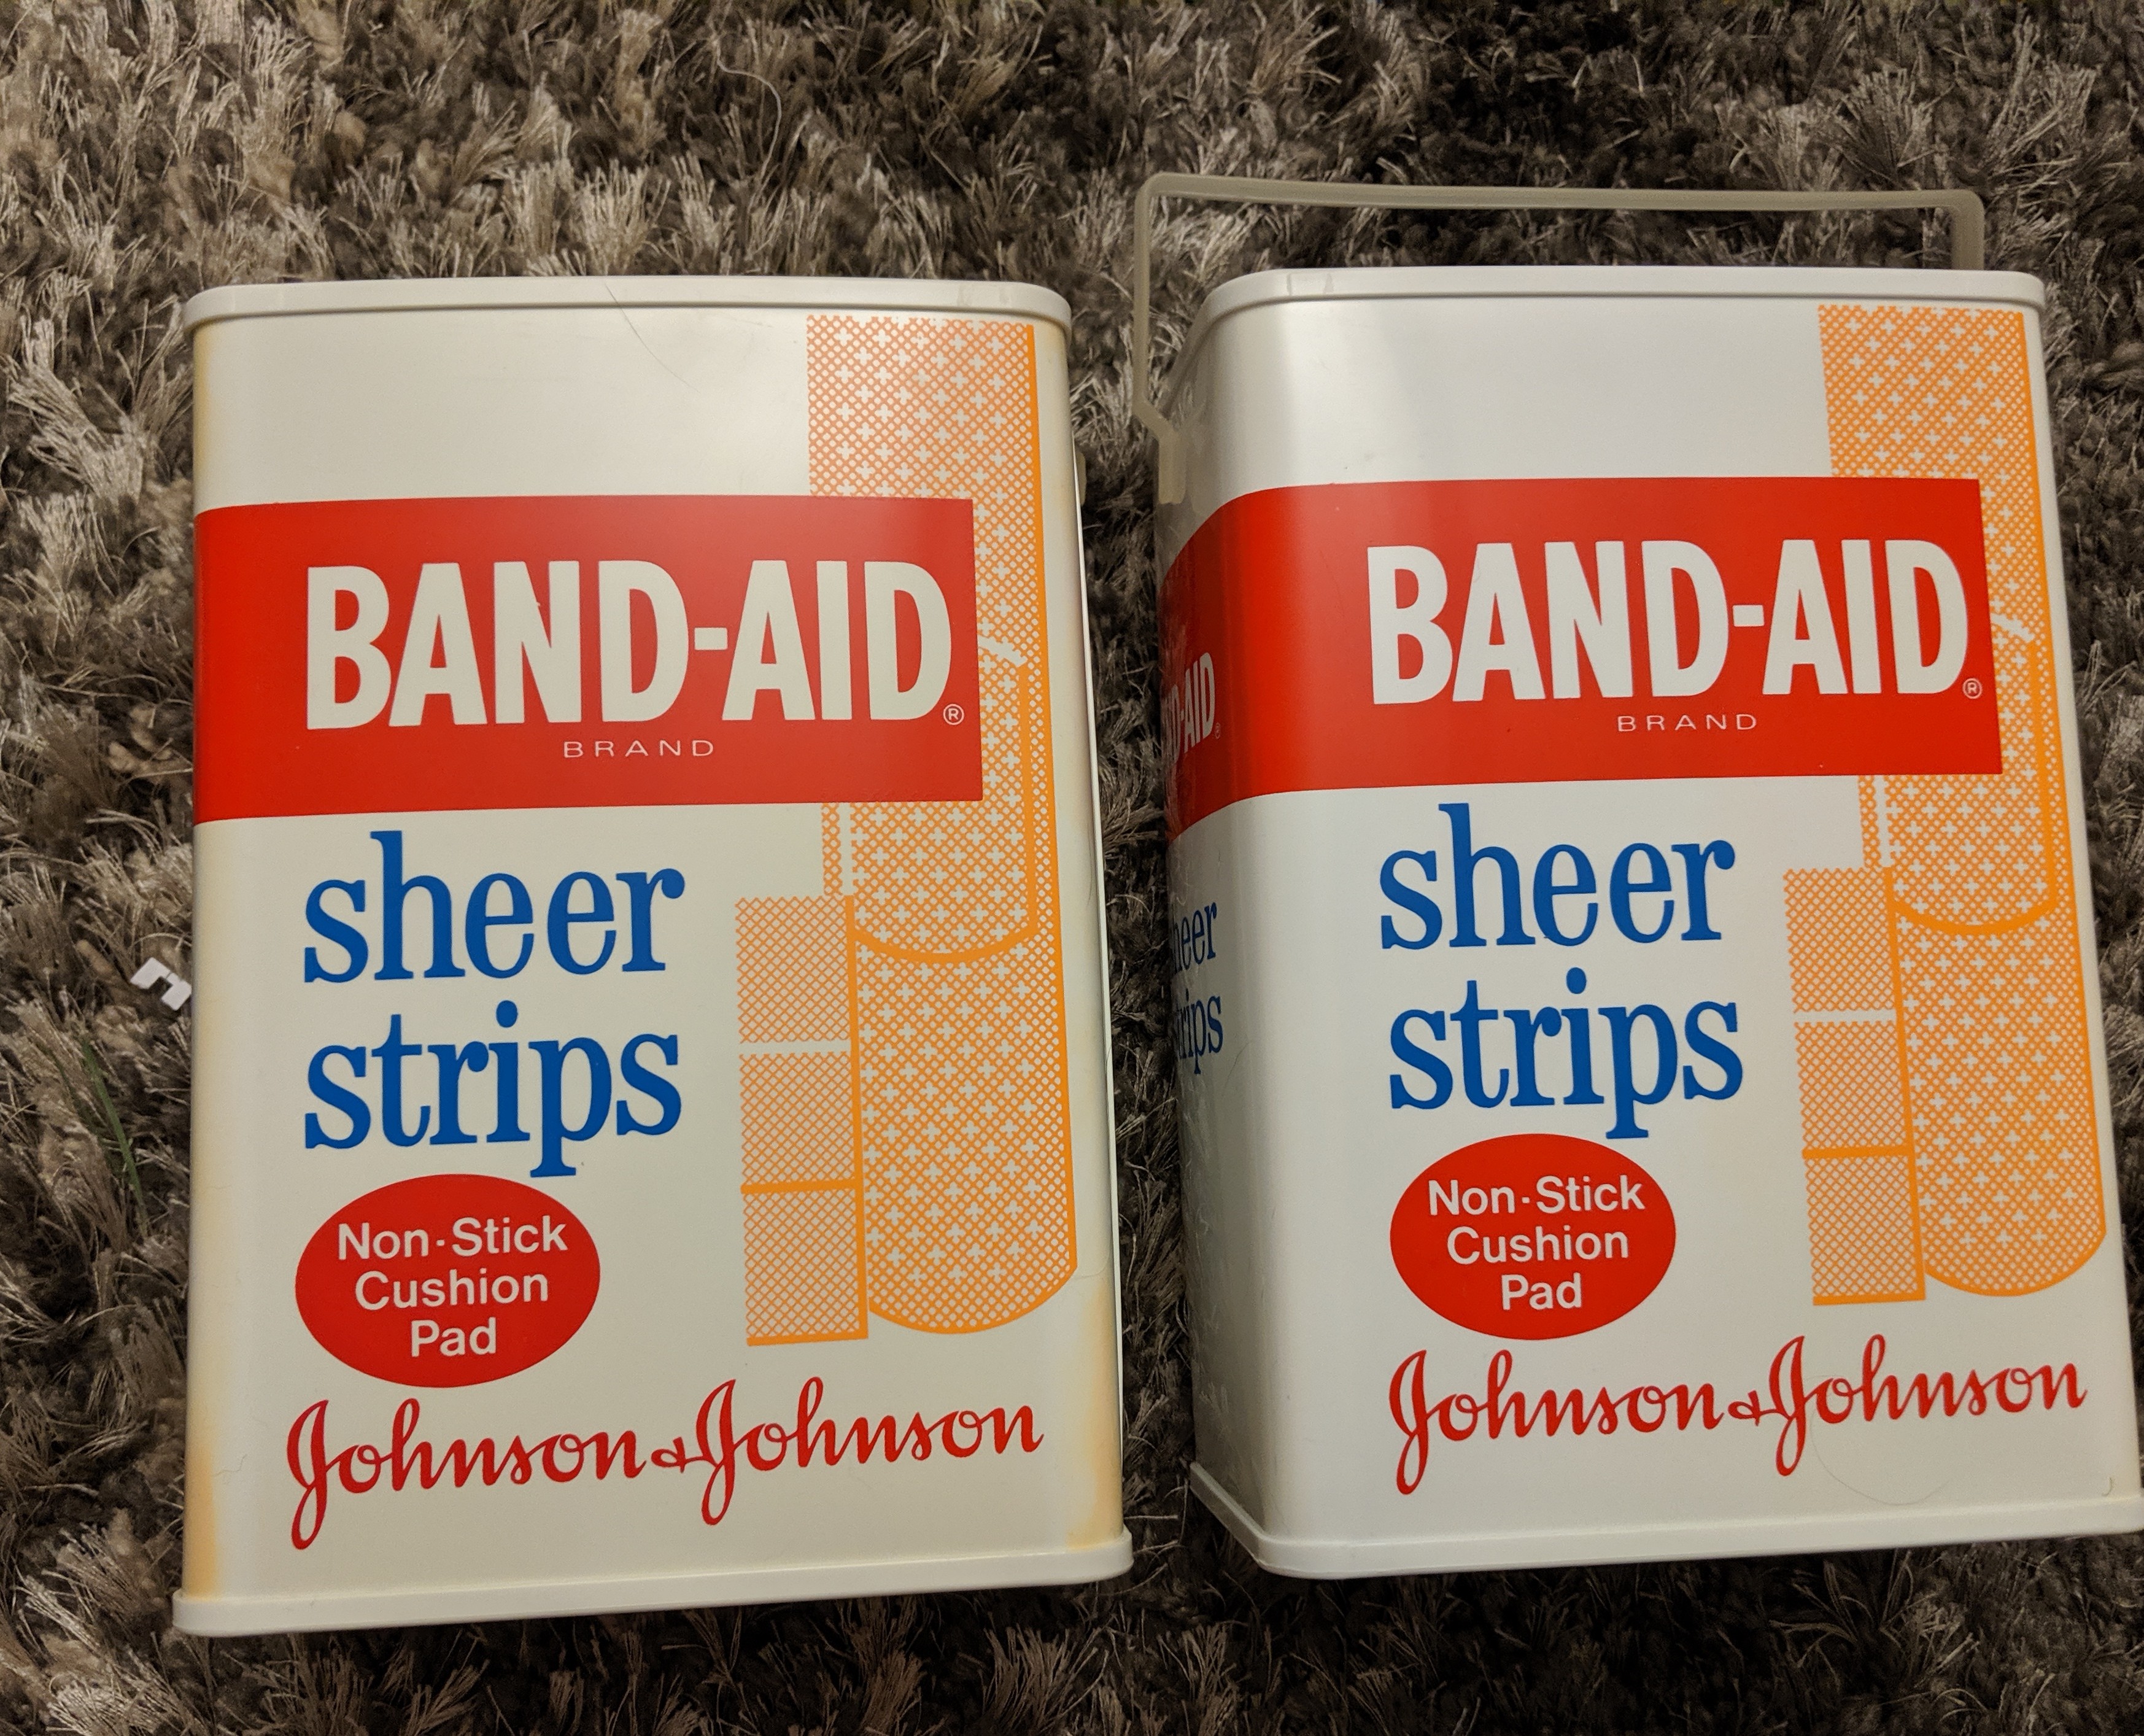 BAND-AID®
BRAND
sheer
strips
Non-Stick
Cushion
Pad
Johnson & Johnson
BAND-AID®
BRAND
sheer
strips
Non-Stick
Cushion
Pad
Johnson & Johnson